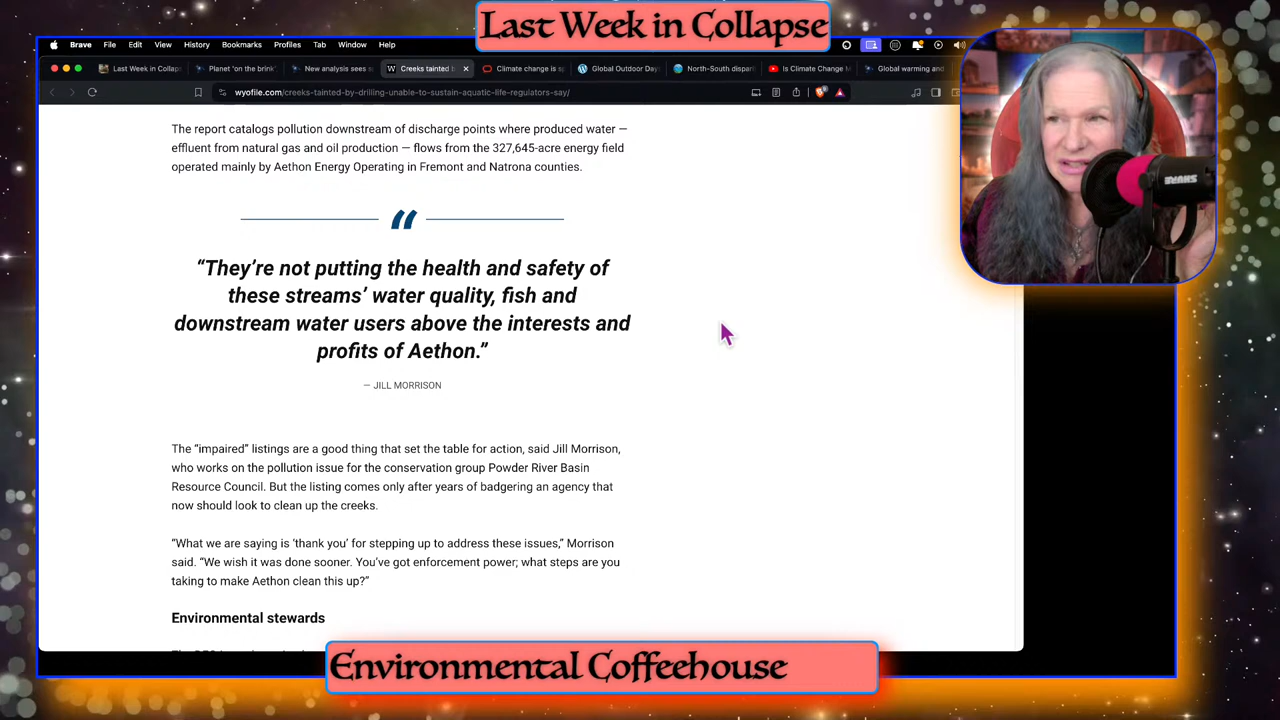 Last Week in Collapse
Brave File Edit View History Bookmarks Profiles Tab Window Help
Last Week in Collaps
Planet 'on the brink'
New analysis sees
Creeks tainted b
Climate change is
Global Outdoor Day
North-South dispari
Is Climate Change
Global warming and
wyofile.com/creeks-tainted-by-drilling-unable-to-sustain-aquatic-life-regulators-say/
The report catalogs pollution downstream of discharge points where produced water —
effluent from natural gas and oil production — flows from the 327,645-acre energy field
operated mainly by Aethon Energy Operating in Fremont and Natrona counties.
“
“They’re not putting the health and safety of
these streams’ water quality, fish and
downstream water users above the interests and
profits of Aethon.”
— JILL MORRISON
The “impaired” listings are a good thing that set the table for action, said Jill Morrison,
who works on the pollution issue for the conservation group Powder River Basin
Resource Council. But the listing comes only after years of badgering an agency that
now should look to clean up the creeks.
“What we are saying is ‘thank you’ for stepping up to address these issues,” Morrison
said. “We wish it was done sooner. You’ve got enforcement power; what steps are you
taking to make Aethon clean this up?”
Environmental stewards
Environmental Coffeehouse
SHURE